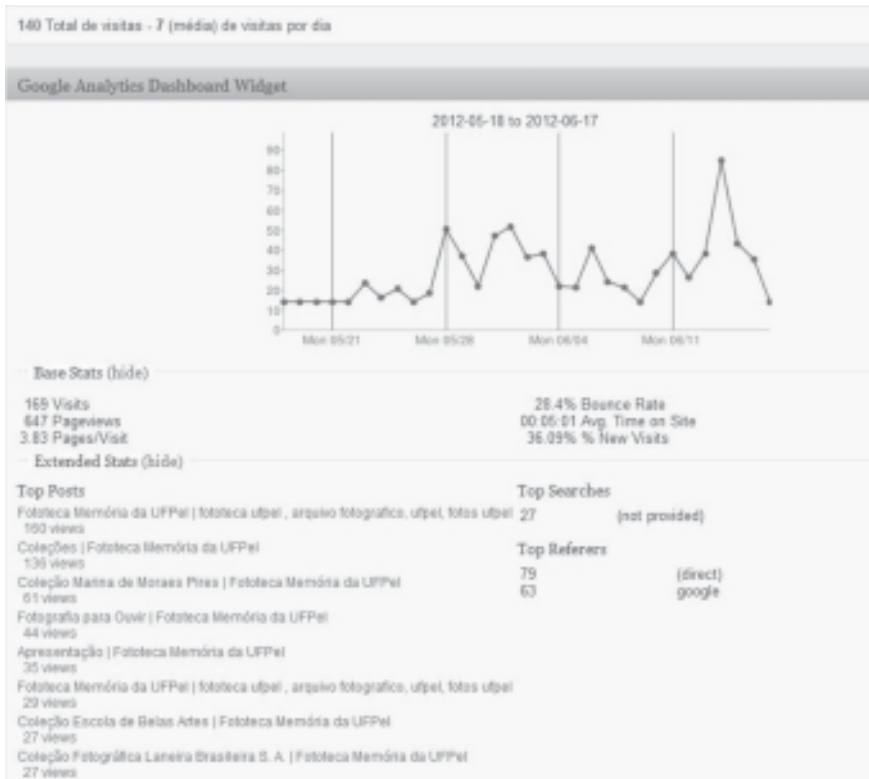 140 Total de visitas - 7 (média) de visitas por dia
Google Analytics Dashboard Widget
2012-05-18 to 2012-06-17
90
80
70
60
50
40
30
20
10
0
Mon 05/21 Mon 05/28 Mon 06/04 Mon 06/11
Base Stats (hide)
169 Visits 28.4% Bounce Rate
647 Pageviews 00:05:01 Avg. Time on Site
3.83 Pages/Visit 36.09% % New Visits
Extended Stats (hide)
Top Posts Top Searches
Fototeca Memória da UFPel | fototeca ufpel , arquivo fotografico, ufpel, fotos ufpel 27 (not provided)
160 views
Coleções | Fototeca Memória da UFPel Top Referers
136 views
79 (direct)
Coleção Marina de Moraes Pires | Fototeca Memória da UFPel 63 google
61 views
Fotografia para Ouvir | Fototeca Memória da UFPel
44 views
Apresentação | Fototeca Memória da UFPel
35 views
Fototeca Memória da UFPel | fototeca ufpel , arquivo fotografico, ufpel, fotos ufpel
29 views
Coleção Escola de Belas Artes | Fototeca Memória da UFPel
27 views
Coleção Fotográfica Laneira Brasileira S. A. | Fototeca Memória da UFPel
27 views